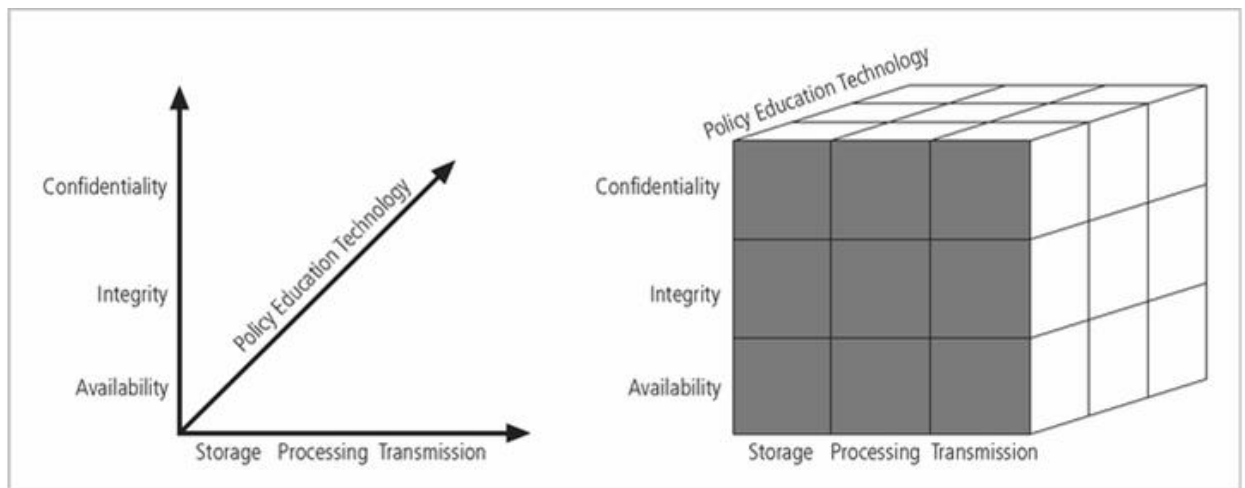 Confidentiality
Integrity
Availability
Policy Education Technology
Storage Processing Transmission
Policy Education Technology
Confidentiality
Integrity
Availability
Storage Processing Transmission